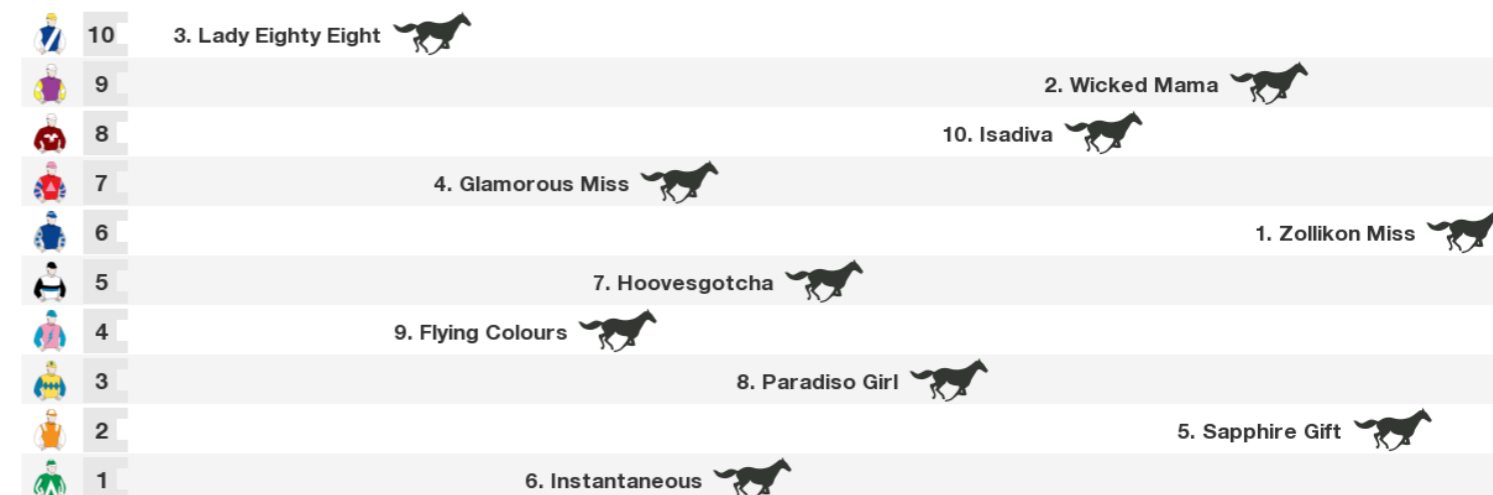 10 3. Lady Eighty Eight
9 2. Wicked Mama
8 10. Isadiva
7 4. Glamorous Miss
6 1. Zollikon Miss
5 7. Hoovesgotcha
4 9. Flying Colours
3 8. Paradiso Girl
2 5. Sapphire Gift
1 6. Instantaneous